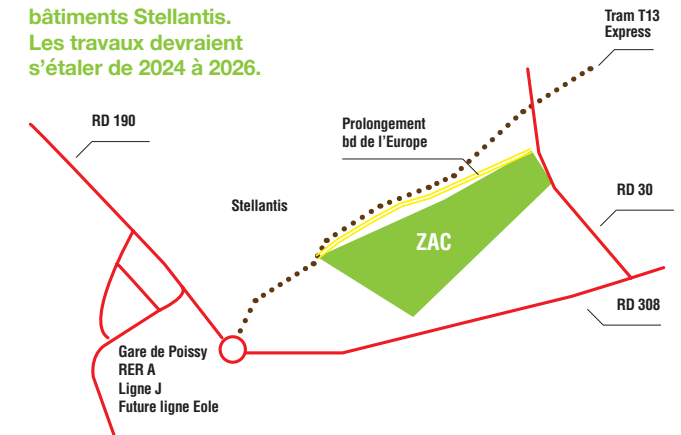 bâtiments Stellantis.
Les travaux devraient
s’étaler de 2024 à 2026.
Tram T13
Express
RD 190
Prolongement
bd de l’Europe
Stellantis
RD 30
ZAC
RD 308
Gare de Poissy
RER A
Ligne J
Future ligne Eole